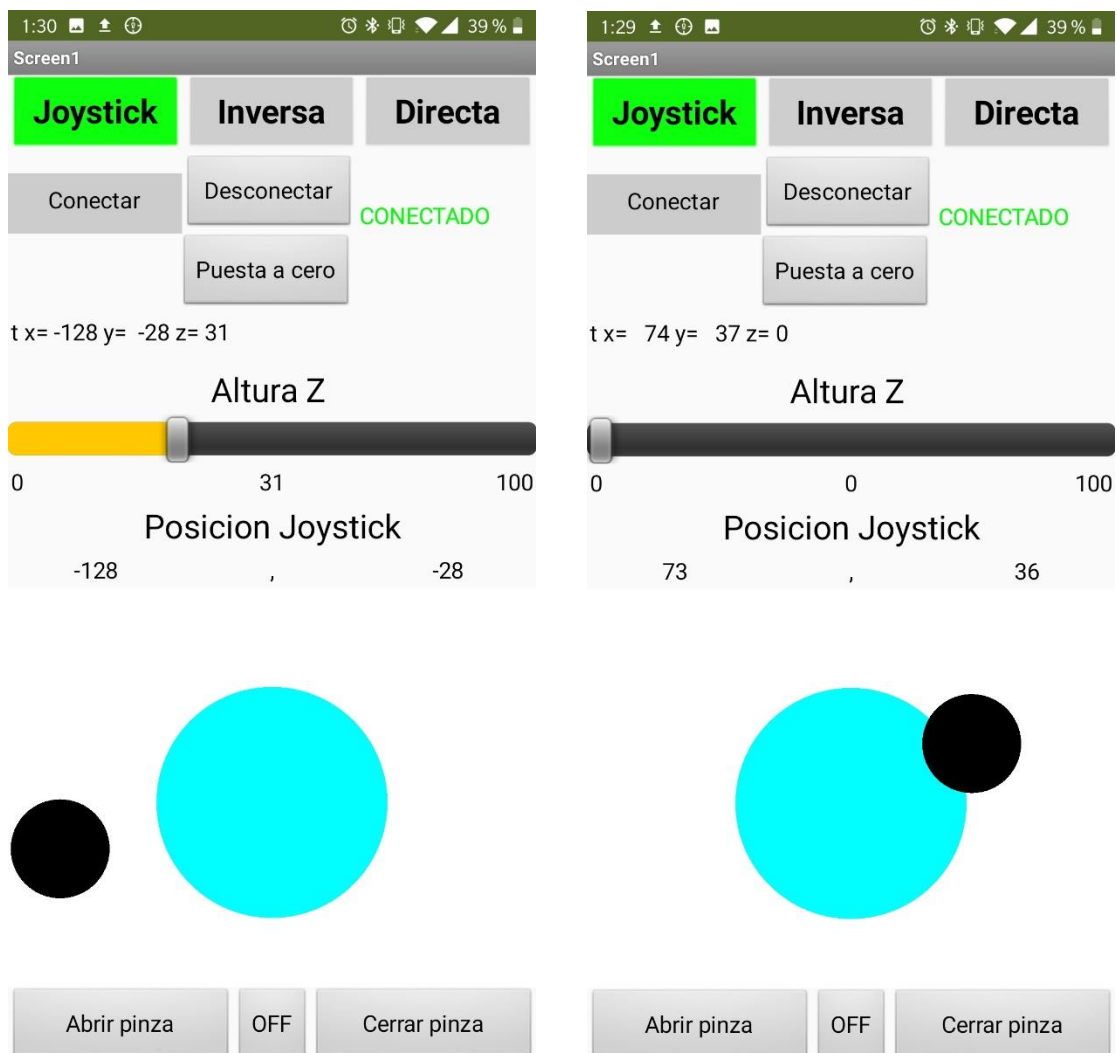 1:30 39 %
Screen1
Joystick Inversa Directa
Conectar Desconectar CONECTADO
Puesta a cero
t x= -128 y= -28 z= 31
Altura Z
0 31 100
Posicion Joystick
-128 , -28
Abrir pinza OFF Cerrar pinza
1:29 39 %
Screen1
Joystick Inversa Directa
Conectar Desconectar CONECTADO
Puesta a cero
t x= 74 y= 37 z= 0
Altura Z
0 0 100
Posicion Joystick
73 , 36
Abrir pinza OFF Cerrar pinza